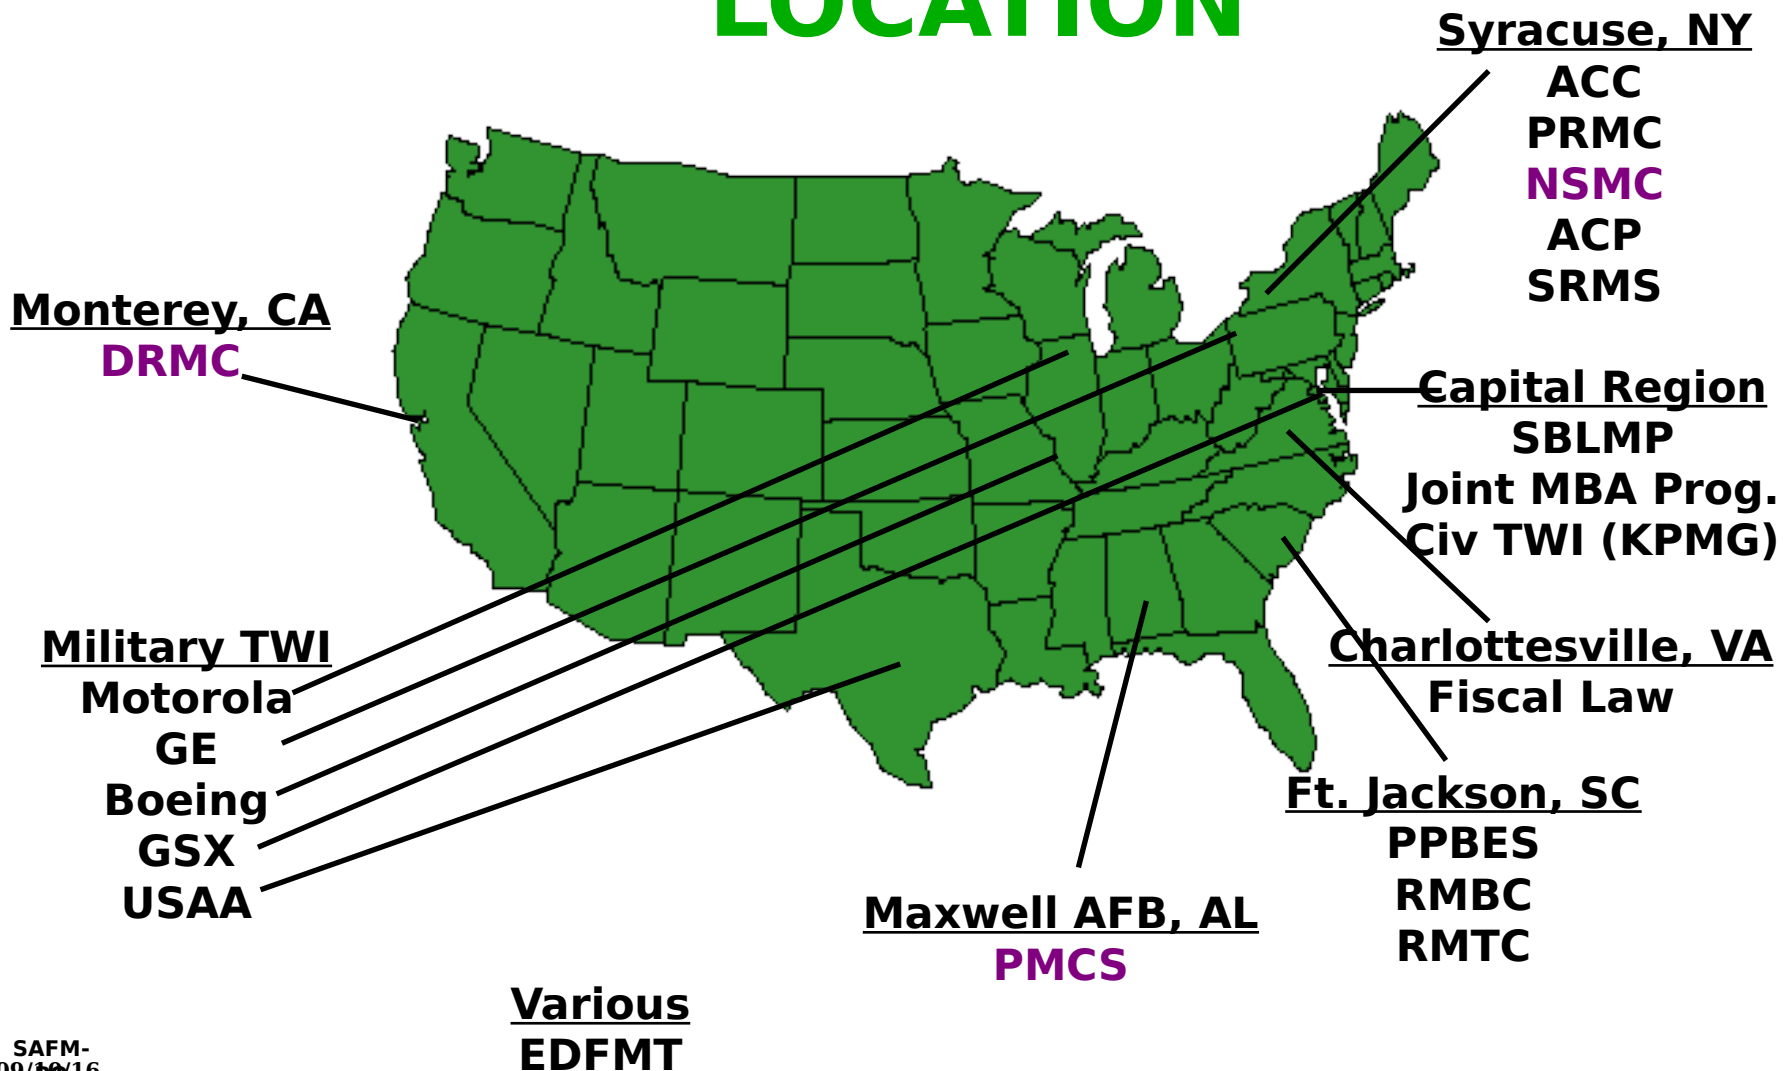 LOCATION
Syracuse, NY
ACC
PRMC
NSMC
ACP
SRMS
Monterey, CA
DRMC
Capital Region
SBLMP
Joint MBA Prog.
Civ TWI (KPMG)
Military TWI
Motorola
GE
Boeing
GSX
USAA
Charlottesville, VA
Fiscal Law
Ft. Jackson, SC
PPBES
RMBC
RMTC
Maxwell AFB, AL
PMCS
Various
EDFMT
SAFM-